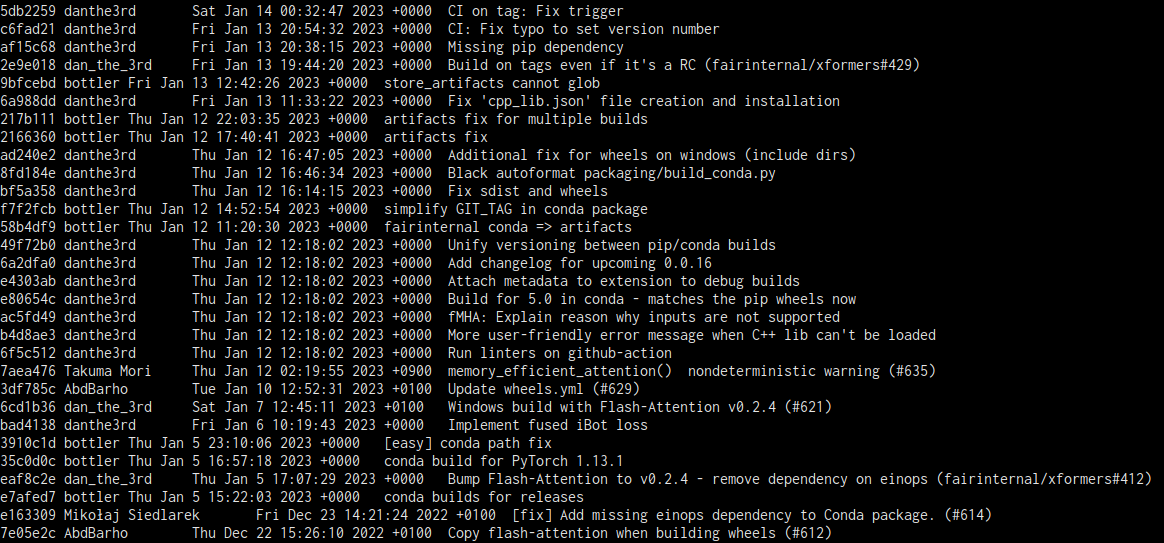 5db2259 danthe3rd Sat Jan 14 00:32:47 2023 +0000 CI on tag: Fix trigger
c6fad21 danthe3rd Fri Jan 13 20:54:32 2023 +0000 CI: Fix typo to set version number
af15c68 danthe3rd Fri Jan 13 20:38:15 2023 +0000 Missing pip dependency
2e9e018 dan_the_3rd Fri Jan 13 19:44:20 2023 +0000 Build on tags even if it's a RC (fairinternal/xformers#429)
9bfcebd bottler Fri Jan 13 12:42:26 2023 +0000 store_artifacts cannot glob
6a988dd danthe3rd Fri Jan 13 11:33:22 2023 +0000 Fix 'cpp_lib.json' file creation and installation
217b111 bottler Thu Jan 12 22:03:35 2023 +0000 artifacts fix for multiple builds
2166360 bottler Thu Jan 12 17:40:41 2023 +0000 artifacts fix
ad240e2 danthe3rd Thu Jan 12 16:47:05 2023 +0000 Additional fix for wheels on windows (include dirs)
8fd184e danthe3rd Thu Jan 12 16:46:34 2023 +0000 Black autoformat packaging/build_conda.py
bf5a358 danthe3rd Thu Jan 12 16:14:15 2023 +0000 Fix sdist and wheels
f7f2fcb bottler Thu Jan 12 14:52:54 2023 +0000 simplify GIT_TAG in conda package
58b4df9 bottler Thu Jan 12 11:20:30 2023 +0000 fairinternal conda => artifacts
49f72b0 danthe3rd Thu Jan 12 12:18:02 2023 +0000 Unify versioning between pip/conda builds
6a2dfa0 danthe3rd Thu Jan 12 12:18:02 2023 +0000 Add changelog for upcoming 0.0.16
e4303ab danthe3rd Thu Jan 12 12:18:02 2023 +0000 Attach metadata to extension to debug builds
e80654c danthe3rd Thu Jan 12 12:18:02 2023 +0000 Build for 5.0 in conda - matches the pip wheels now
ac5fd49 danthe3rd Thu Jan 12 12:18:02 2023 +0000 fMHA: Explain reason why inputs are not supported
b4d8ae3 danthe3rd Thu Jan 12 12:18:02 2023 +0000 More user-friendly error message when C++ lib can't be loaded
6f5c512 danthe3rd Thu Jan 12 12:18:02 2023 +0000 Run linters on github-action
7aea476 Takuma Mori Thu Jan 12 02:19:55 2023 +0900 memory_efficient_attention() nondeterministic warning (#635)
3df785c AbdBarho Tue Jan 10 12:52:31 2023 +0100 Update wheels.yml (#629)
6cd1b36 dan_the_3rd Sat Jan 7 12:45:11 2023 +0100 Windows build with Flash-Attention v0.2.4 (#621)
bad4138 danthe3rd Fri Jan 6 10:19:43 2023 +0000 Implement fused iBot loss
3910c1d bottler Thu Jan 5 23:10:06 2023 +0000 [easy] conda path fix
35c0d0c bottler Thu Jan 5 16:57:18 2023 +0000 conda build for PyTorch 1.13.1
eaf8c2e dan_the_3rd Thu Jan 5 17:07:29 2023 +0000 Bump Flash-Attention to v0.2.4 - remove dependency on einops (fairinternal/xformers#412)
e7afed7 bottler Thu Jan 5 15:22:03 2023 +0000 conda builds for releases
e163309 Mikołaj Siedlarek Fri Dec 23 14:21:24 2022 +0100 [fix] Add missing einops dependency to Conda package. (#614)
7e05e2c AbdBarho Thu Dec 22 15:26:10 2022 +0100 Copy flash-attention when building wheels (#612)